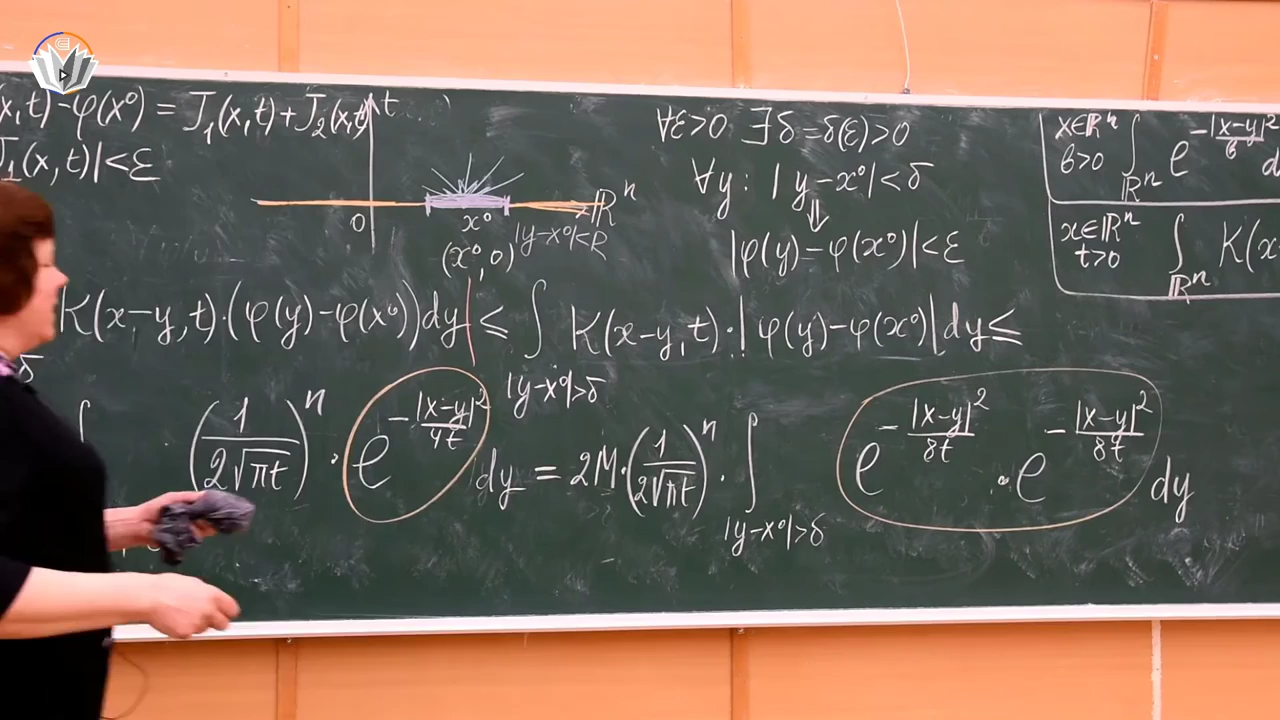 x,t)-φ(x⁰) = J₁(x,t)+J₂(x,t)
J₁(x,t)|<ε
t
0
x⁰
(x⁰,0)
ℝⁿ
|y-x⁰|<R
∀ε>0 ∃δ=δ(ε)>0
∀y: |y-x⁰|<δ
⇓
|φ(y)-φ(x⁰)|<ε
x∈ℝⁿ
b>0
∫_{ℝⁿ} e^{-|x-y|²/b} d
x∈ℝⁿ
t>0
∫_{ℝⁿ} K(x-
K(x-y,t)·(φ(y)-φ(x⁰))dy| ≤ ∫_{|y-x⁰|>δ} K(x-y,t)·|φ(y)-φ(x⁰)|dy ≤
δ
∫ (1/(2√(πt)))ⁿ · e^{-|x-y|²/(4t)} dy = 2M·(1/(2√(πt)))ⁿ · ∫_{|y-x⁰|>δ} e^{-|x-y|²/(8t)} · e^{-|x-y|²/(8t)} dy